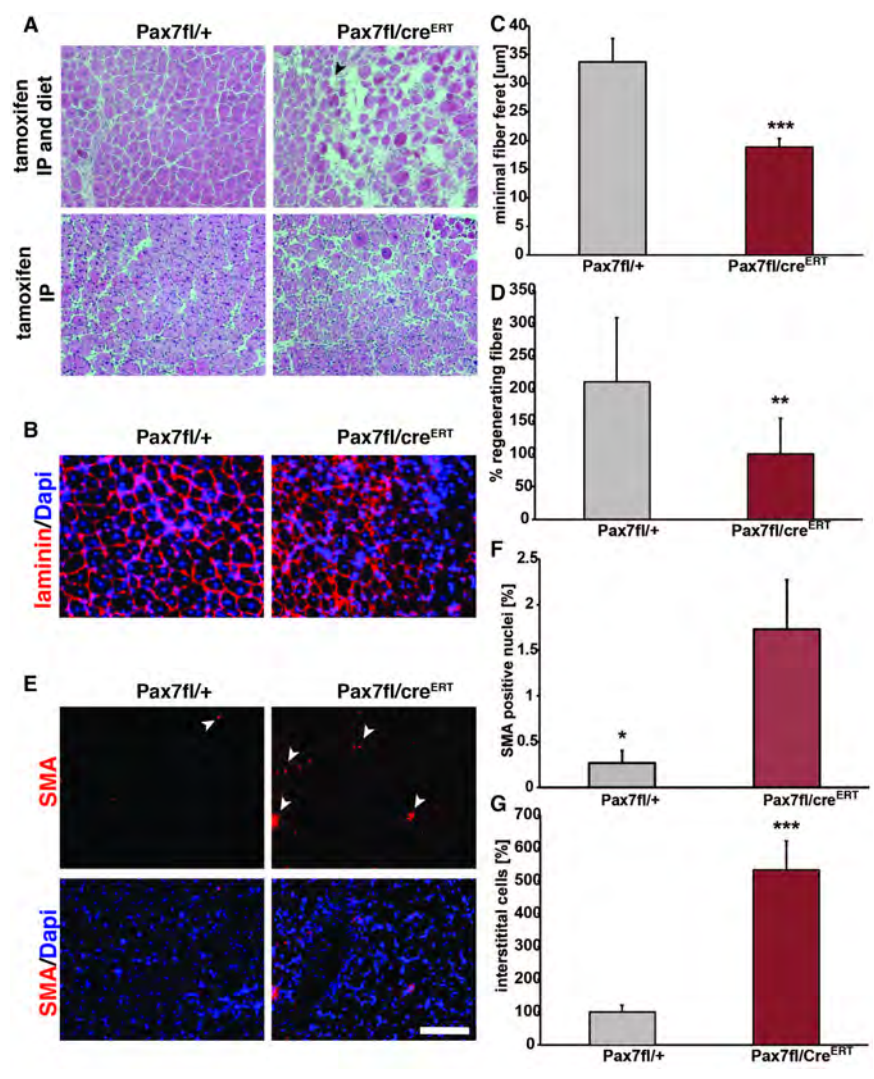 A
Pax7fl/+ Pax7fl/creERT
tamoxifen
IP and diet
tamoxifen
IP
B
Pax7fl/+ Pax7fl/creERT
laminin/Dapi
E
Pax7fl/+ Pax7fl/creERT
SMA
SMA/Dapi
C
minimal fiber feret [um]
40
35
30
25
20
15
10
5
0
***
Pax7fl/+ Pax7fl/creERT
D
% regenerating fibers
350
300
250
200
150
100
50
0
**
Pax7fl/+ Pax7fl/creERT
F
SMA positive nuclei [%]
2.5
2
1.5
1
0.5
0
*
Pax7fl/+ Pax7fl/creERT
G
interstitital cells [%]
700
600
500
400
300
200
100
0
***
Pax7fl/+ Pax7fl/CreERT